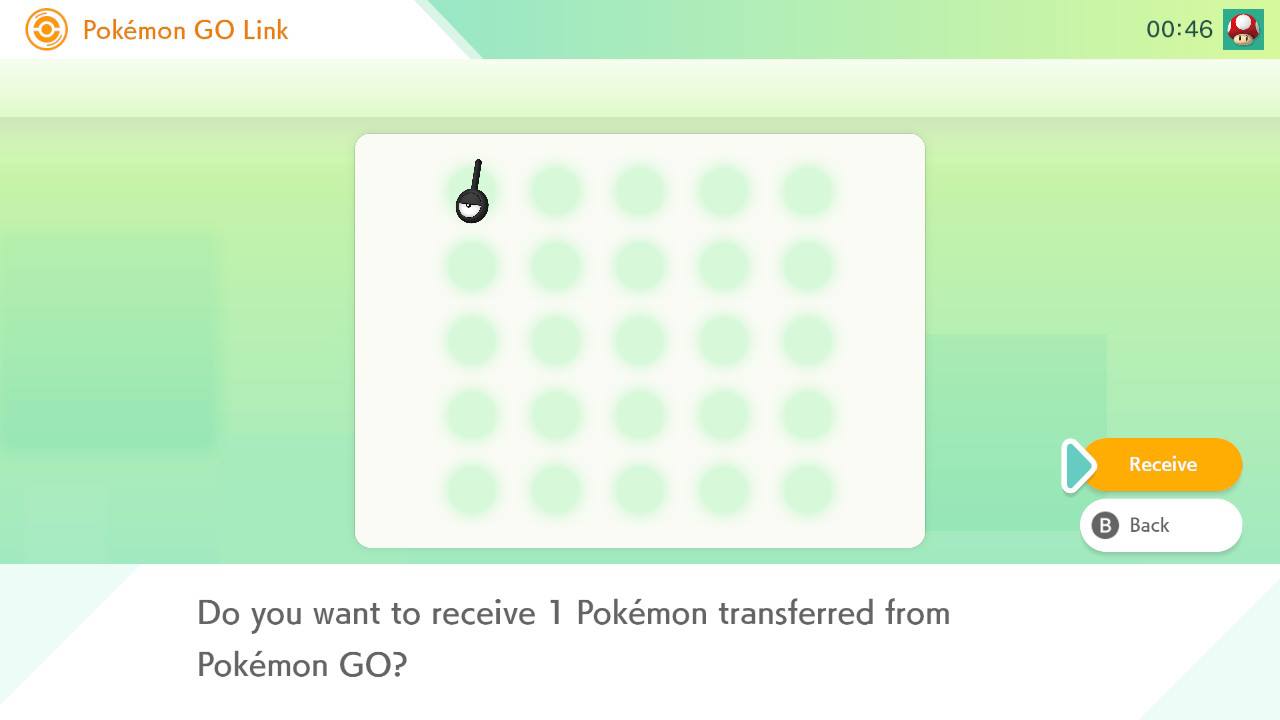 Pokémon GO Link
00:46
Receive
B Back
Do you want to receive 1 Pokémon transferred from
Pokémon GO?